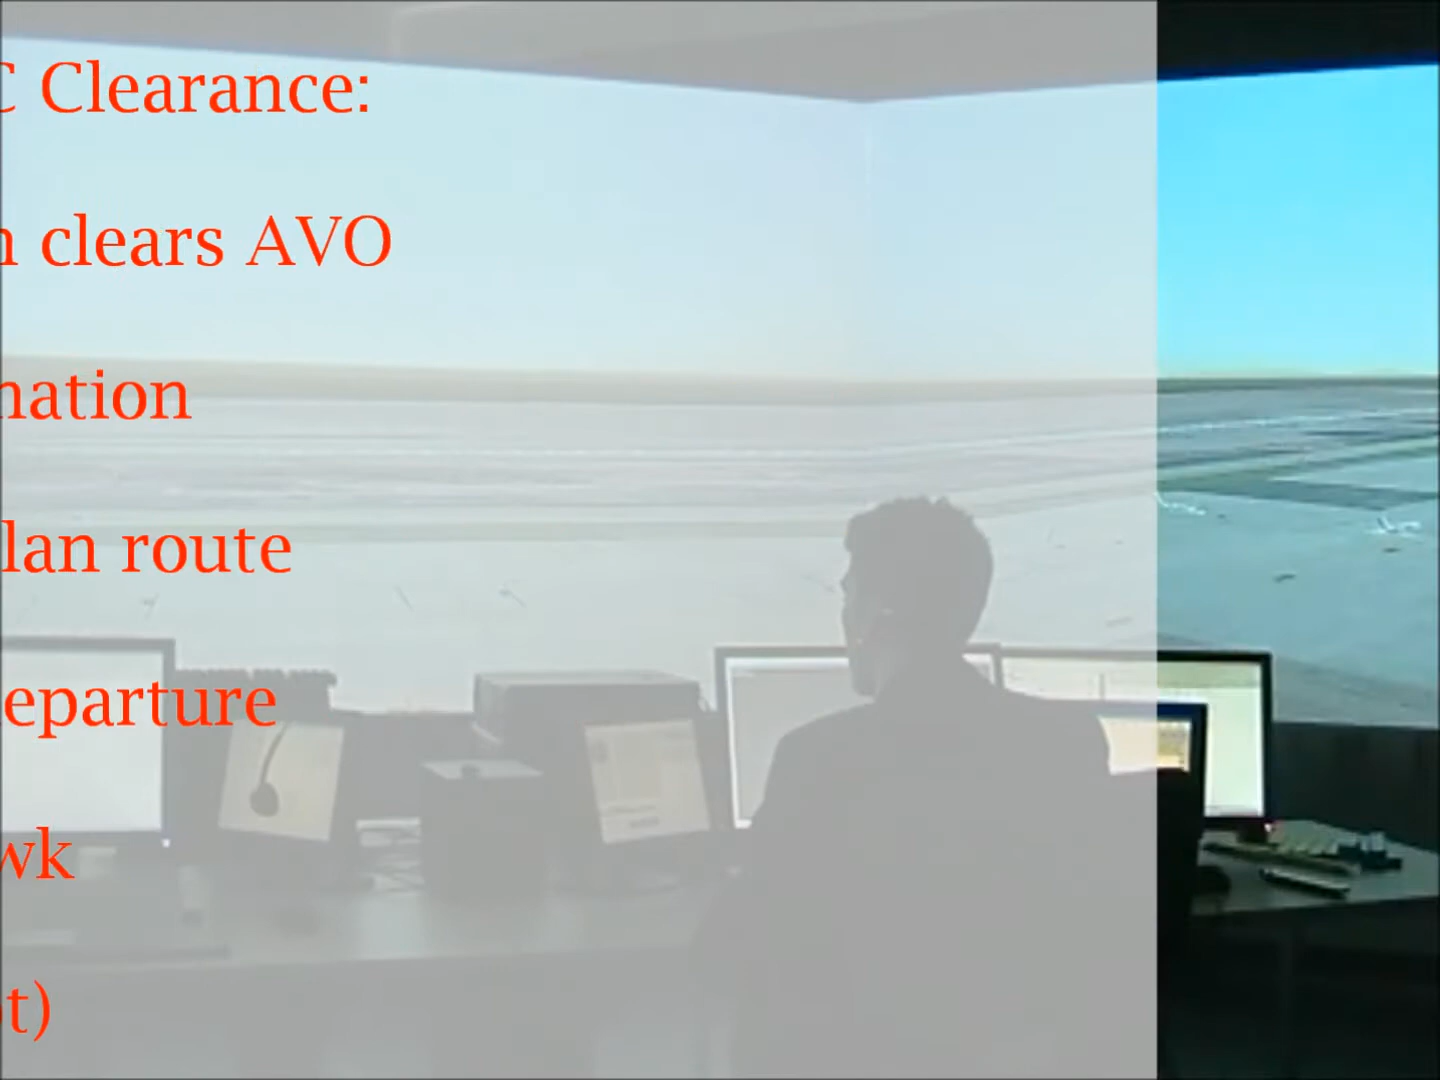 C Clearance:
clears AVO
nation
lan route
eparture
wk
t)